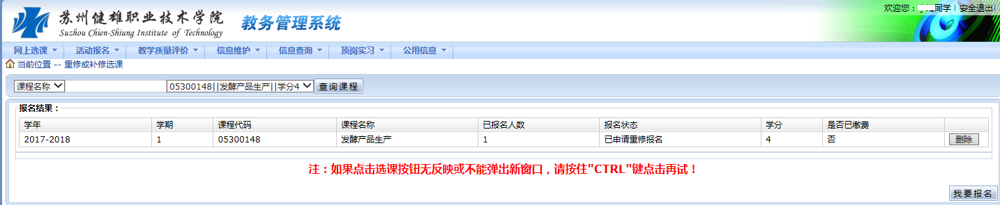 欢迎您：同学 | 安全退出
苏州健雄职业技术学院 教务管理系统
Suzhou Chien-Shiung Institute of Technology
网上选课 活动报名 教学质量评价 信息维护 信息查询 顶岗实习 公用信息
当前位置 -- 重修或补修选课
课程名称 05300148||发酵产品生产||学分4 查询课程
报名结果：
学年 学期 课程代码 课程名称 已报名人数 报名状态 学分 是否已缴费
2017-2018 1 05300148 发酵产品生产 1 已申请重修报名 4 否 删除
注：如果点击选课按钮无反映或不能弹出新窗口，请按住"CTRL"键点击再试！
我要报名